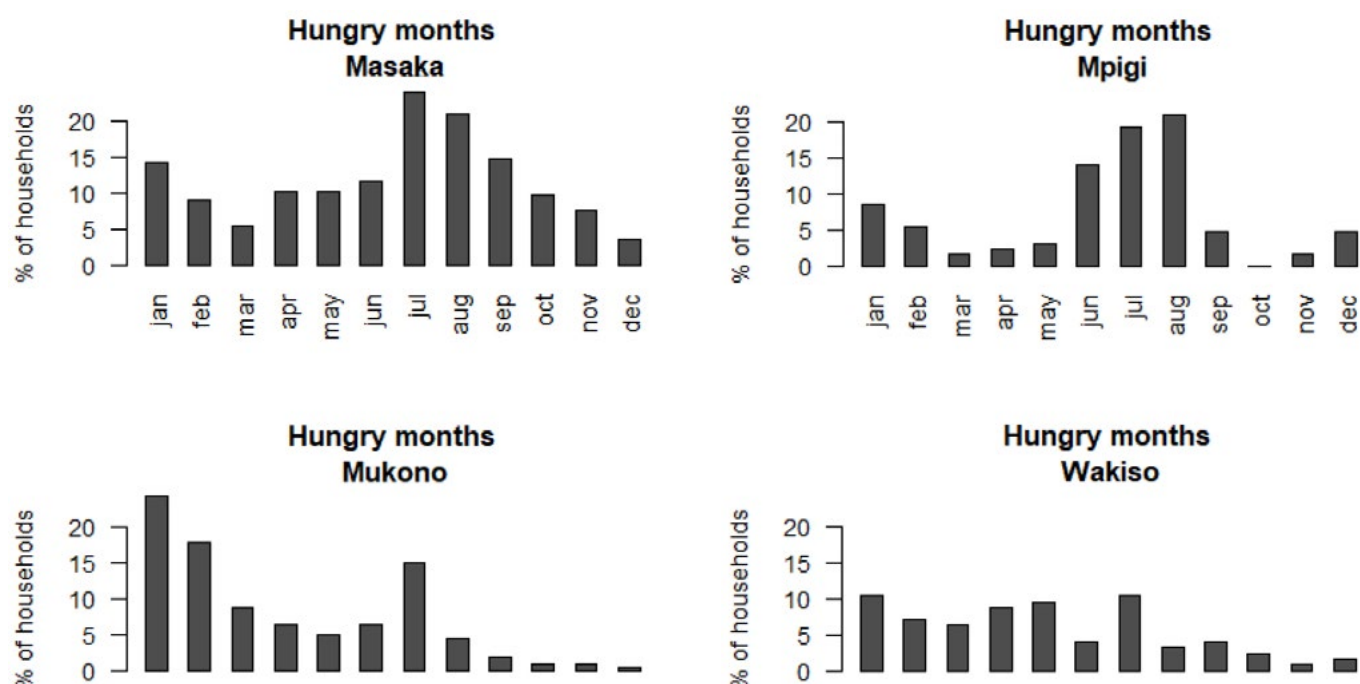 Hungry months
Masaka
% of households
20
15
10
5
0
jan feb mar apr may jun jul aug sep oct nov dec
Hungry months
Mpigi
% of households
20
15
10
5
0
jan feb mar apr may jun jul aug sep oct nov dec
Hungry months
Mukono
% of households
20
15
10
5
0
Hungry months
Wakiso
% of households
20
15
10
5
0